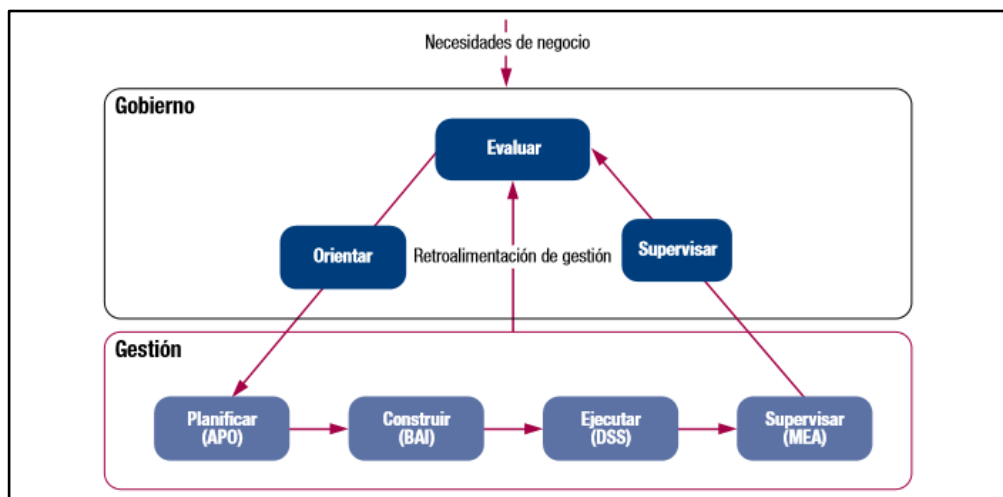 Necesidades de negocio
Gobierno
Evaluar
Orientar
Retroalimentación de gestión
Supervisar
Gestión
Planificar
(APO)
Construir
(BAI)
Ejecutar
(DSS)
Supervisar
(MEA)